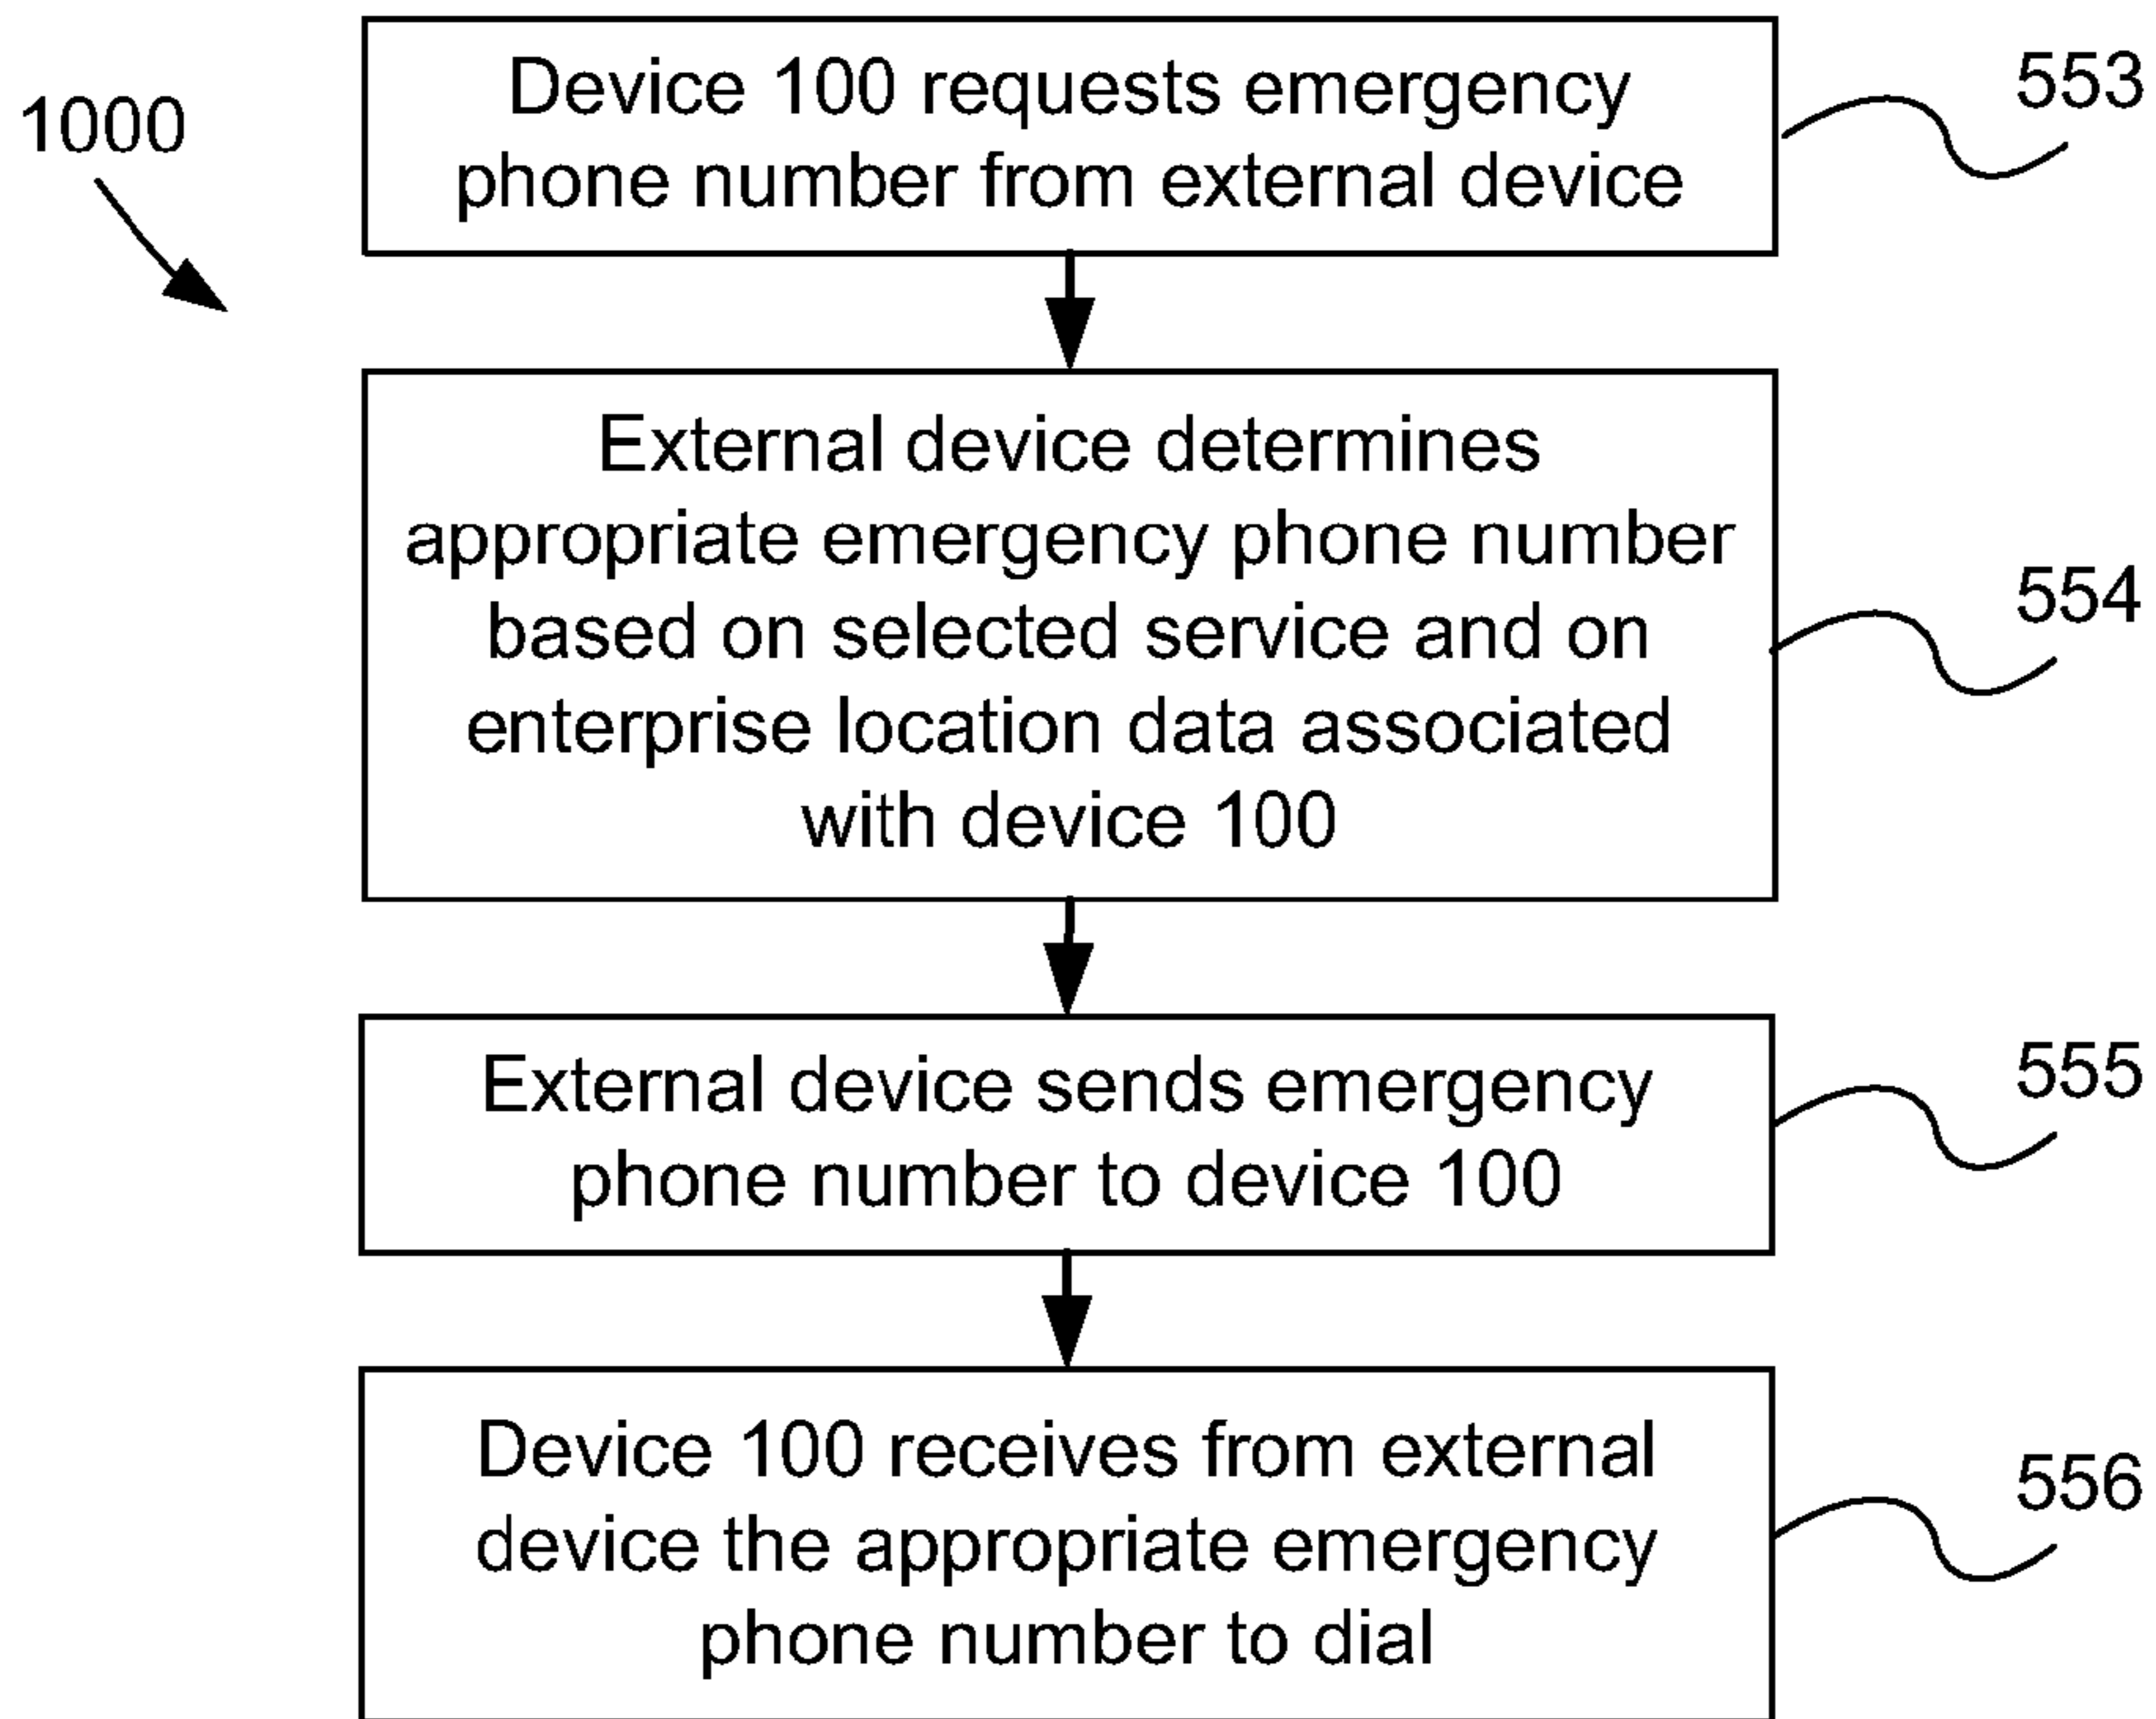 1000
Device 100 requests emergency
phone number from external device
553
External device determines
appropriate emergency phone number
based on selected service and on
enterprise location data associated
with device 100
554
External device sends emergency
phone number to device 100
555
Device 100 receives from external
device the appropriate emergency
phone number to dial
556